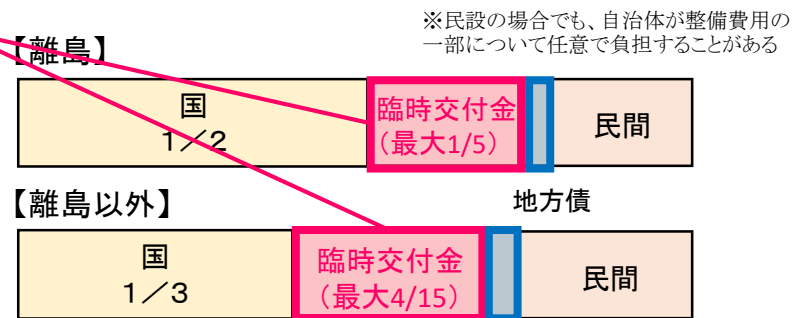 ※民設の場合でも、自治体が整備費用の
一部について任意で負担することがある
【離島】
国
1／2
臨時交付金
（最大1/5）
民間
【離島以外】
地方債
国
1／3
臨時交付金
（最大4/15）
民間